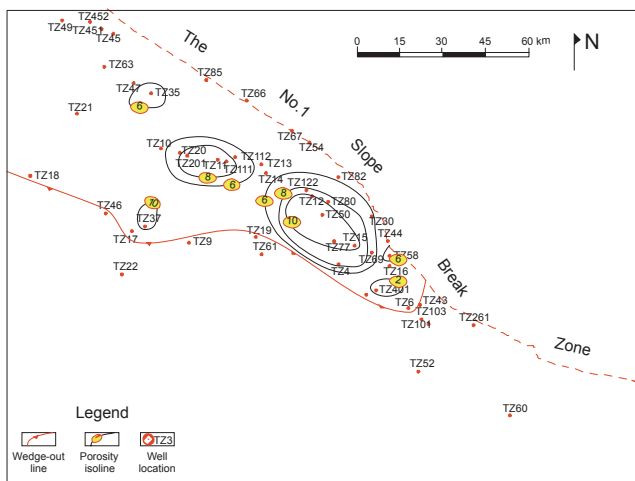 TZ452
TZ49
TZ451
TZ45
The
0
15
30
45
60 km
N
TZ63
TZ85
TZ47
TZ35
TZ66
6
No.1
TZ21
TZ67
TZ54
Slope
TZ10
TZ20
TZ201
TZ11
TZ112
TZ111
TZ13
TZ14
TZ18
8
6
TZ82
TZ122
8
6
TZ12
TZ80
10
TZ50
TZ30
10
TZ46
TZ37
TZ17
TZ9
TZ19
TZ61
TZ44
TZ15
TZ77
TZ69
TZ58
6
TZ4
TZ16
Break
TZ22
2
TZ401
TZ6
TZ43
TZ103
TZ101
TZ261
Zone
TZ52
TZ60
Legend
TZ3
Wedge-out
line
Porosity
isoline
Well
location